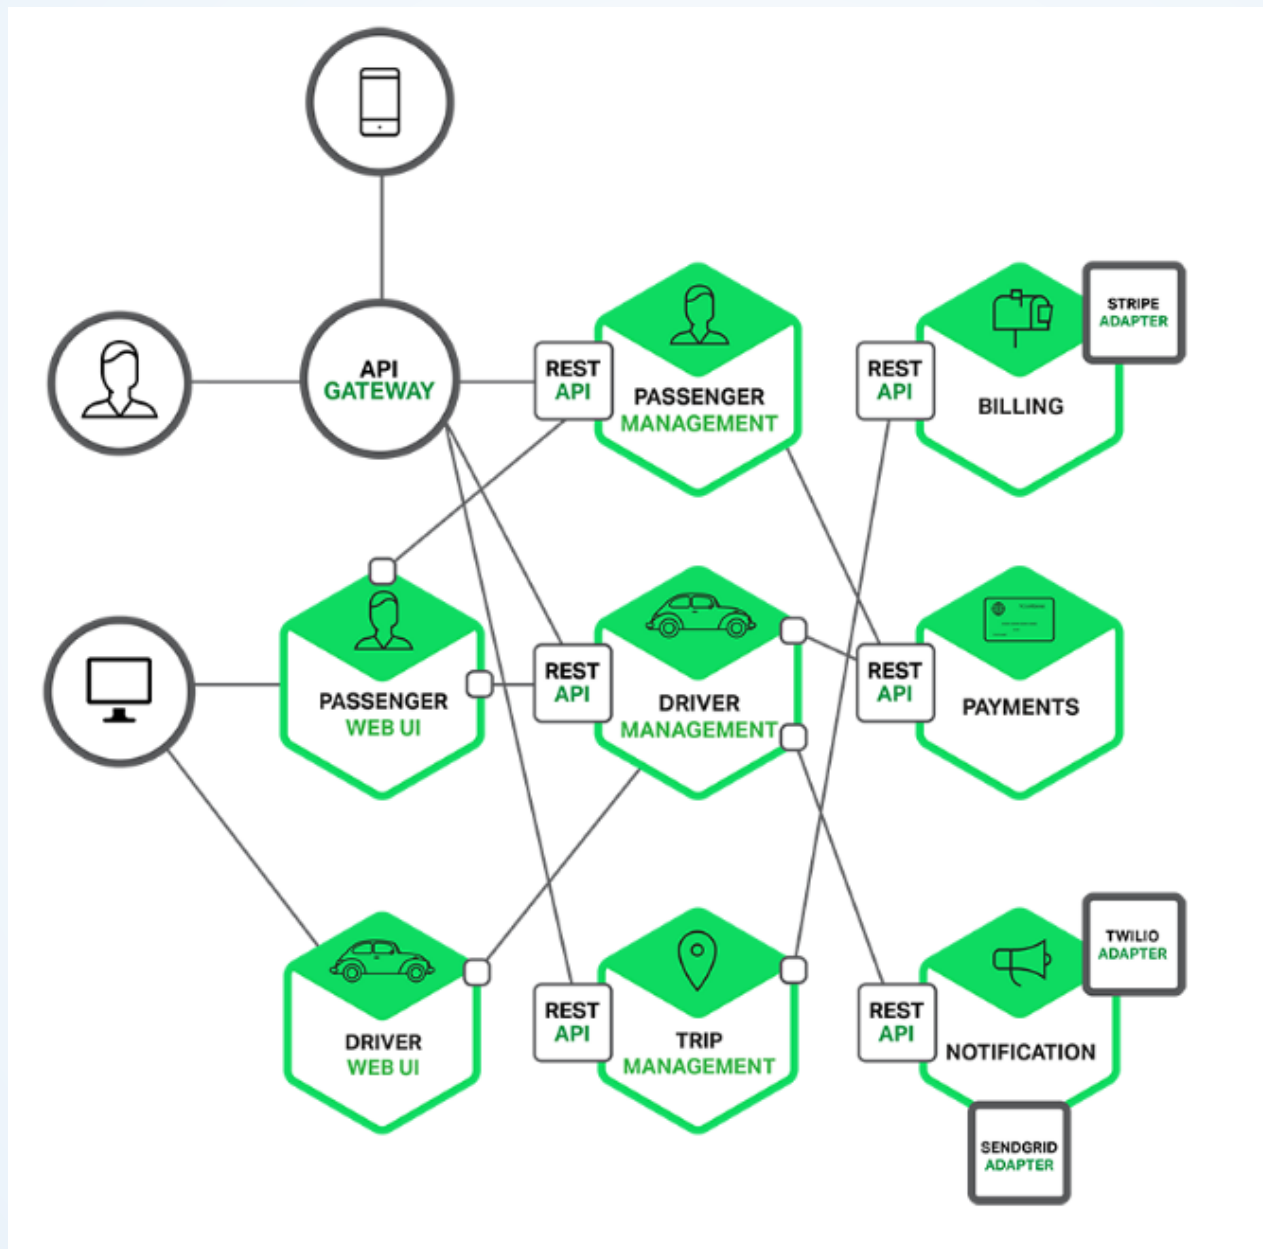 API
GATEWAY
REST
API
PASSENGER
MANAGEMENT
REST
API
BILLING
STRIPE
ADAPTER
PASSENGER
WEB UI
REST
API
DRIVER
MANAGEMENT
REST
API
PAYMENTS
DRIVER
WEB UI
REST
API
TRIP
MANAGEMENT
REST
API
NOTIFICATION
TWILIO
ADAPTER
SENDGRID
ADAPTER